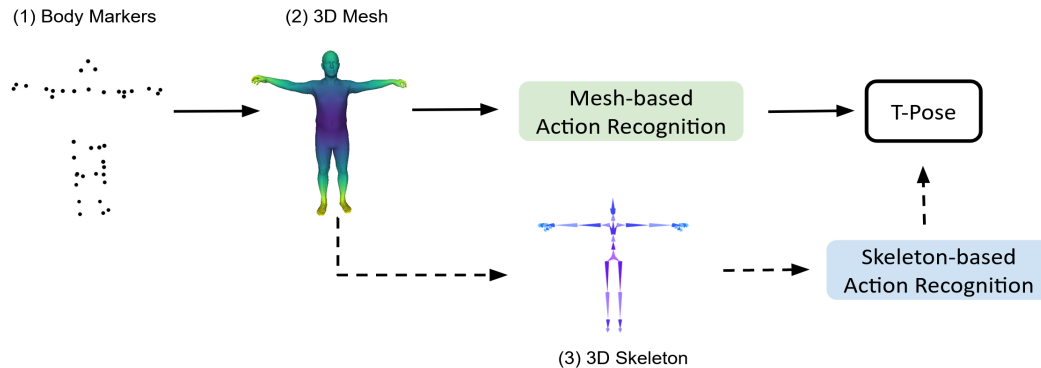 (1) Body Markers
(2) 3D Mesh
Mesh-based
Action Recognition
T-Pose
Skeleton-based
Action Recognition
(3) 3D Skeleton